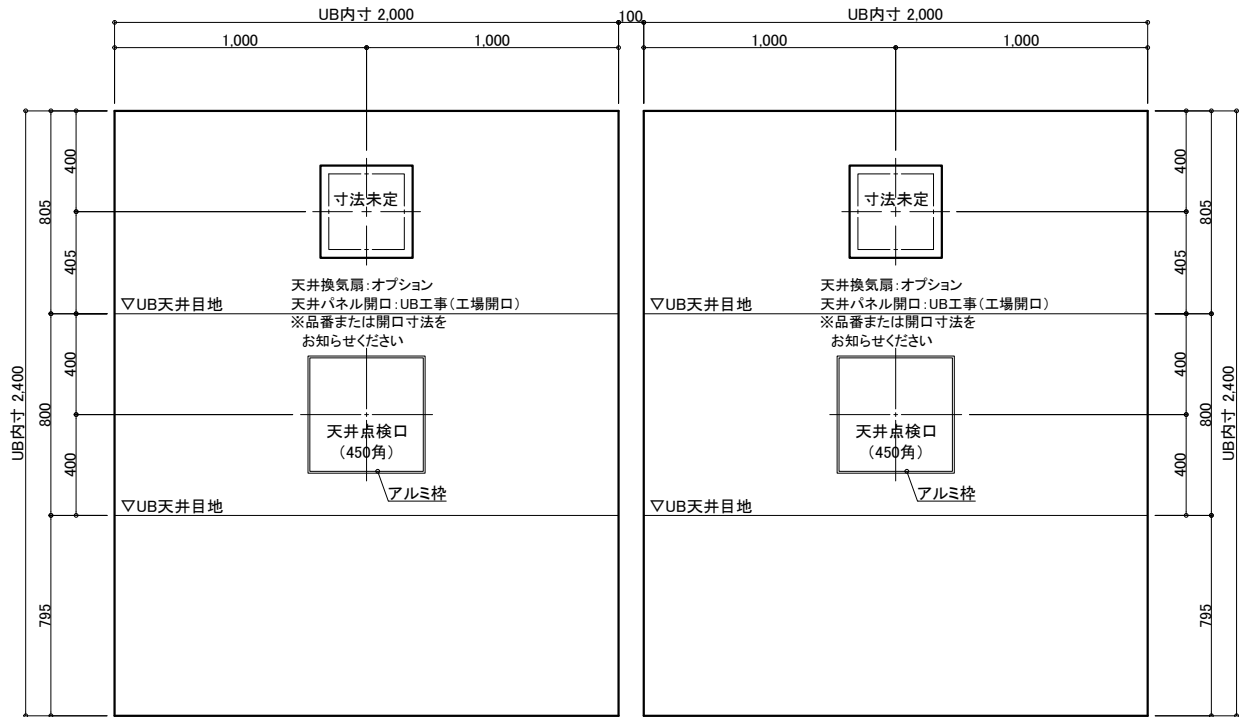 UB内寸 2,000
100
UB内寸 2,000
1,000
1,000
1,000
1,000
UB内寸 2,400
805
800
795
400
405
400
400
寸法未定
天井換気扇:オプション
天井パネル開口:UB工事(工場開口)
※品番または開口寸法を
お知らせください
▽UB天井目地
天井点検口
(450角)
アルミ枠
▽UB天井目地
寸法未定
天井換気扇:オプション
天井パネル開口:UB工事(工場開口)
※品番または開口寸法を
お知らせください
▽UB天井目地
天井点検口
(450角)
アルミ枠
▽UB天井目地
400
405
400
400
805
800
795
UB内寸 2,400